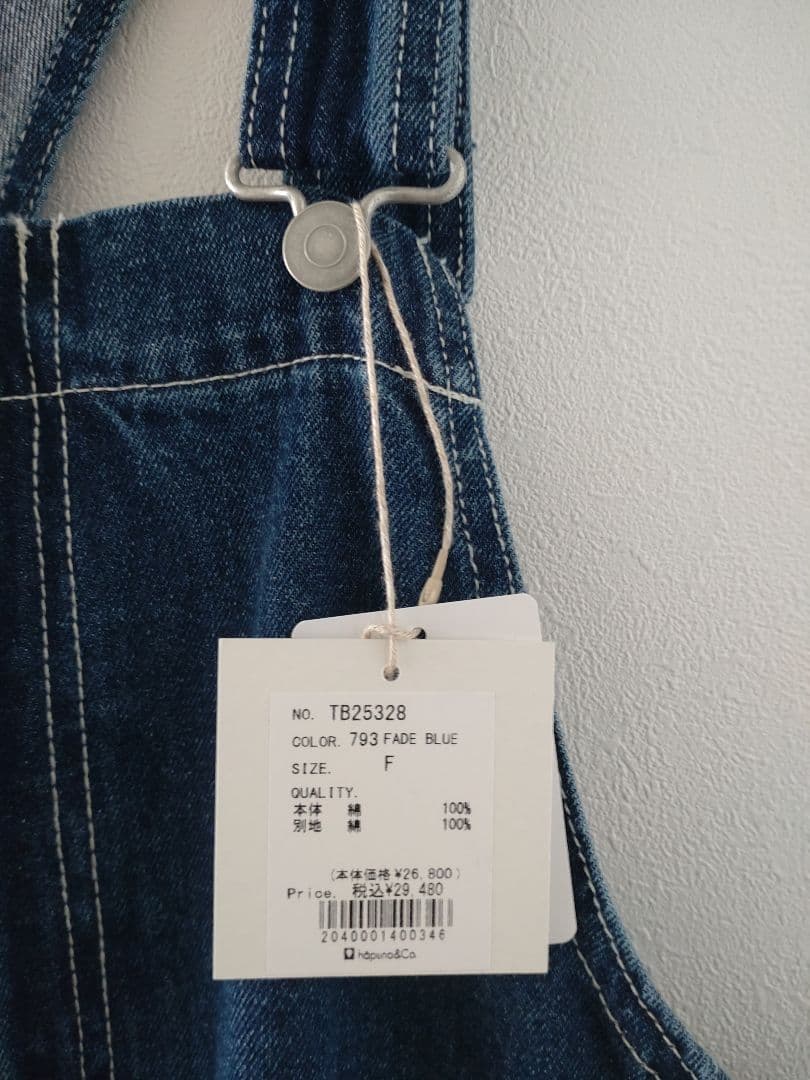 NO. TB25328
COLOR. 793 FADE BLUE
SIZE. F
QUALITY.
本体 綿 100%
別地 綿 100%
(本体価格¥26,800)
Price. 税込¥29,480
2040001400346
hapuno&Co.